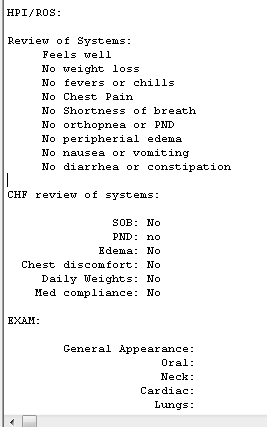 HPI/ROS:
Review of Systems:
Feels well
No weight loss
No fevers or chills
No Chest Pain
No Shortness of breath
No orthopnea or PND
No peripheral edema
No nausea or vomiting
No diarrhea or constipation
CHF review of systems:
SOB: No
PND: no
Edema: No
Chest discomfort: No
Daily Weights: No
Med compliance: No
EXAM:
General Appearance:
Oral:
Neck:
Cardiac:
Lungs: